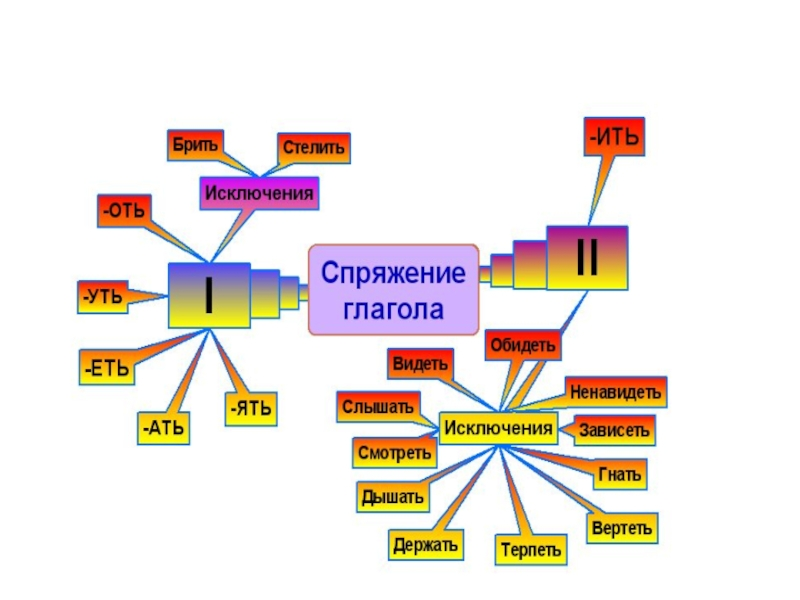 -ИТЬ
Брить
Стелить
Исключения
-ОТЬ
I
-УТЬ
-ЕТЬ
-АТЬ
-ЯТЬ
Спряжение
глагола
II
Обидеть
Видеть
Ненавидеть
Слышать
Исключения
Зависеть
Смотреть
Гнать
Дышать
Вертеть
Держать
Терпеть